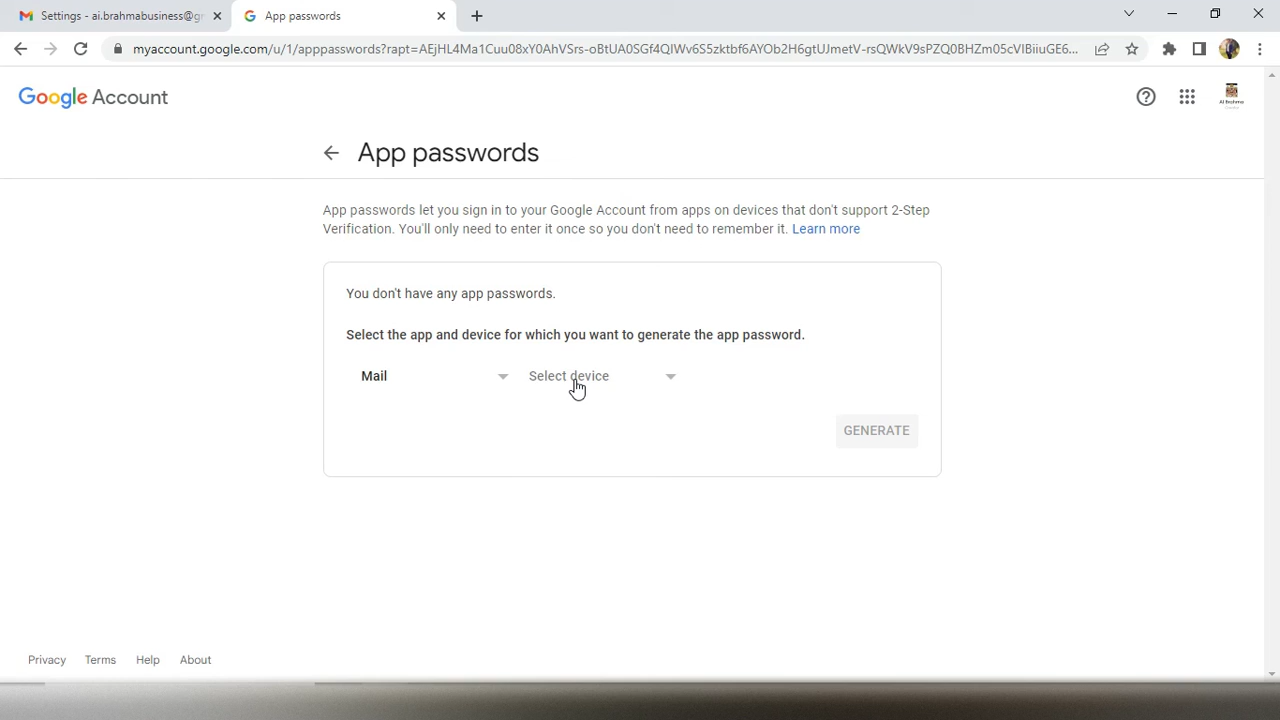 Settings - ai.brahmabusiness@gr
App passwords
myaccount.google.com/u/1/apppasswords?rapt=AEjHL4Ma1Cuu08xY0AhVSrs-oBtUA0SGf4QIWv6S5zktbf6AYOb2H6gtUJmetV-rsQWkV9sPZQ0BHZm05cVIBiiuGE6...
Google Account
App passwords
App passwords let you sign in to your Google Account from apps on devices that don't support 2-Step
Verification. You'll only need to enter it once so you don't need to remember it. Learn more
You don't have any app passwords.
Select the app and device for which you want to generate the app password.
Mail
Select device
GENERATE
Privacy
Terms
Help
About